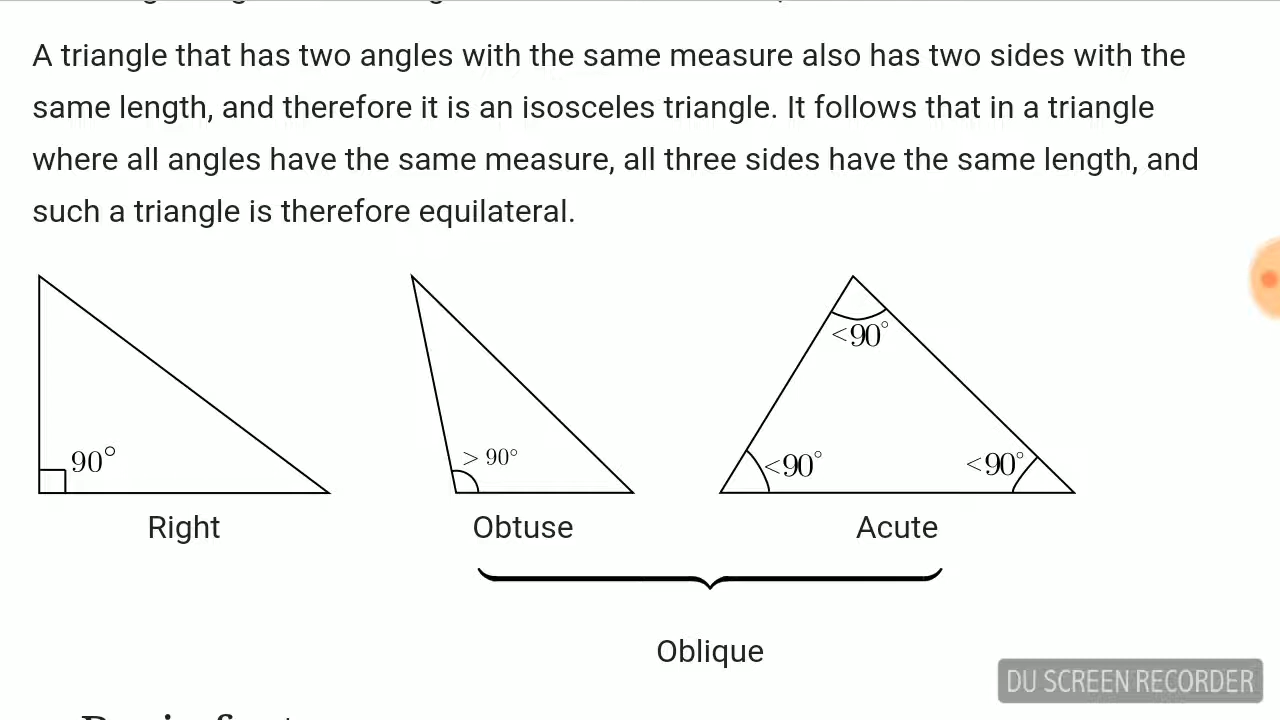 A triangle that has two angles with the same measure also has two sides with the
same length, and therefore it is an isosceles triangle. It follows that in a triangle
where all angles have the same measure, all three sides have the same length, and
such a triangle is therefore equilateral.
<90°
90°
> 90°
<90°
<90°
Right
Obtuse
Acute
Oblique
DU SCREEN RECORDER